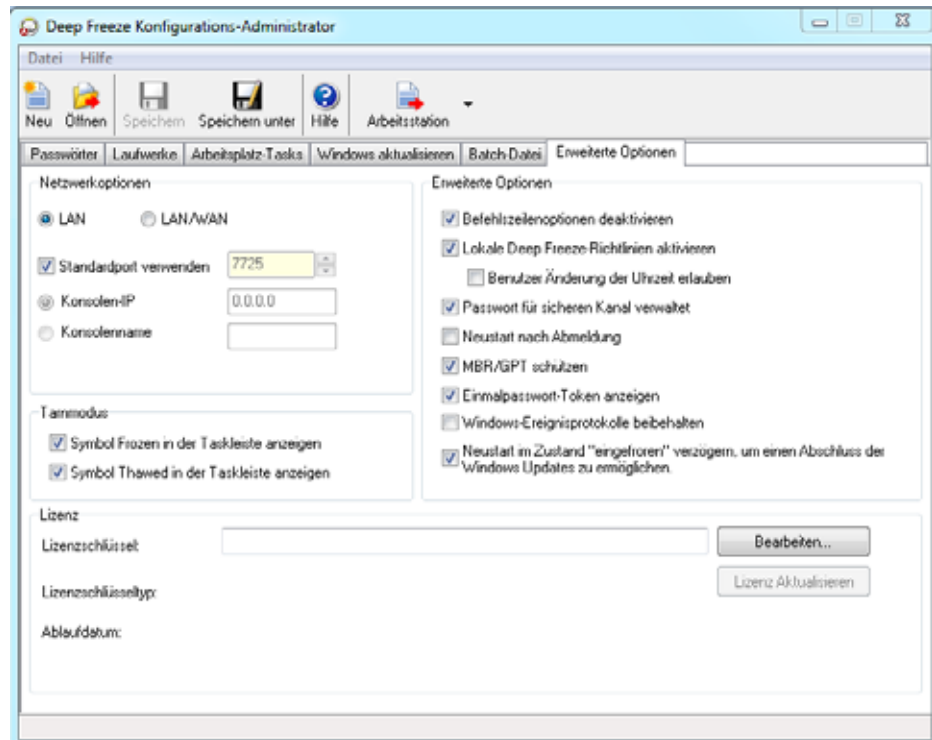 Deep Freeze Konfigurations-Administrator
Datei Hilfe
Neu Öffnen Speichern Speichern unter Hilfe Arbeitsstation
Passwörter Laufwerke Arbeitsplatz-Tasks Windows aktualisieren Batch-Datei Erweiterte Optionen
Netzwerkoptionen
LAN LAN/WAN
Standardport verwenden 7725
Konsolen-IP 0.0.0.0
Konsolenname
Tarnmodus
Symbol Frozen in der Taskleiste anzeigen
Symbol Thawed in der Taskleiste anzeigen
Erweiterte Optionen
Befehlszeilenoptionen deaktivieren
Lokale Deep Freeze-Richtlinien aktivieren
Benutzer Änderung der Uhrzeit erlauben
Passwort für sicheren Kanal verwaltet
Neustart nach Abmeldung
MBR/GPT schützen
Einmalpasswort-Token anzeigen
Windows-Ereignisprotokolle beibehalten
Neustart im Zustand "eingefroren" verzögern, um einen Abschluss der
Windows Updates zu ermöglichen.
Lizenz
Lizenzschlüssel: Bearbeiten...
Lizenz Aktualisieren
Lizenzschlüsseltyp:
Ablaufdatum: